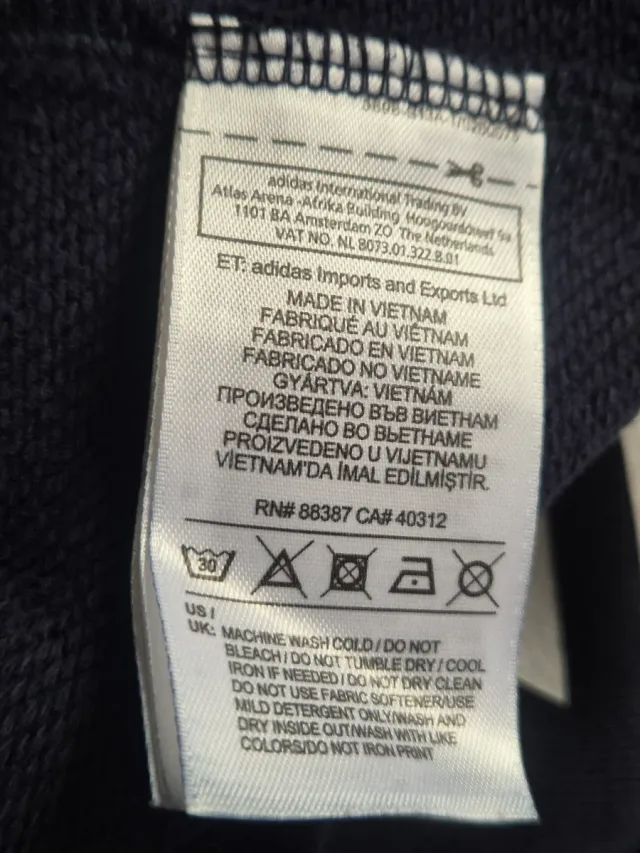 adidas International Trading BV
Atlas Arena -Afrika Building Hoogoorddreef 9a
1101 BA Amsterdam ZO The Netherlands
VAT NO. NL 8073.01.322.B.01
ET: adidas Imports and Exports Ltd
MADE IN VIETNAM
FABRIQUÉ AU VIÊTNAM
FABRICADO EN VIETNAM
FABRICADO NO VIETNAME
GYÁRTVA: VIETNÁM
ПРОИЗВЕДЕНО ВЪВ ВИЕТНАМ
СДЕЛАНО ВО ВЬЕТНАМЕ
PROIZVEDENO U VIJETNAMU
VİETNAM'DA İMAL EDİLMİŞTİR.
RN# 88387 CA# 40312
30
US /
UK: MACHINE WASH COLD / DO NOT
BLEACH / DO NOT TUMBLE DRY / COOL
IRON IF NEEDED / DO NOT DRY CLEAN
DO NOT USE FABRIC SOFTENER/USE
MILD DETERGENT ONLY/WASH AND
DRY INSIDE OUT/WASH WITH LIKE
COLORS/DO NOT IRON PRINT